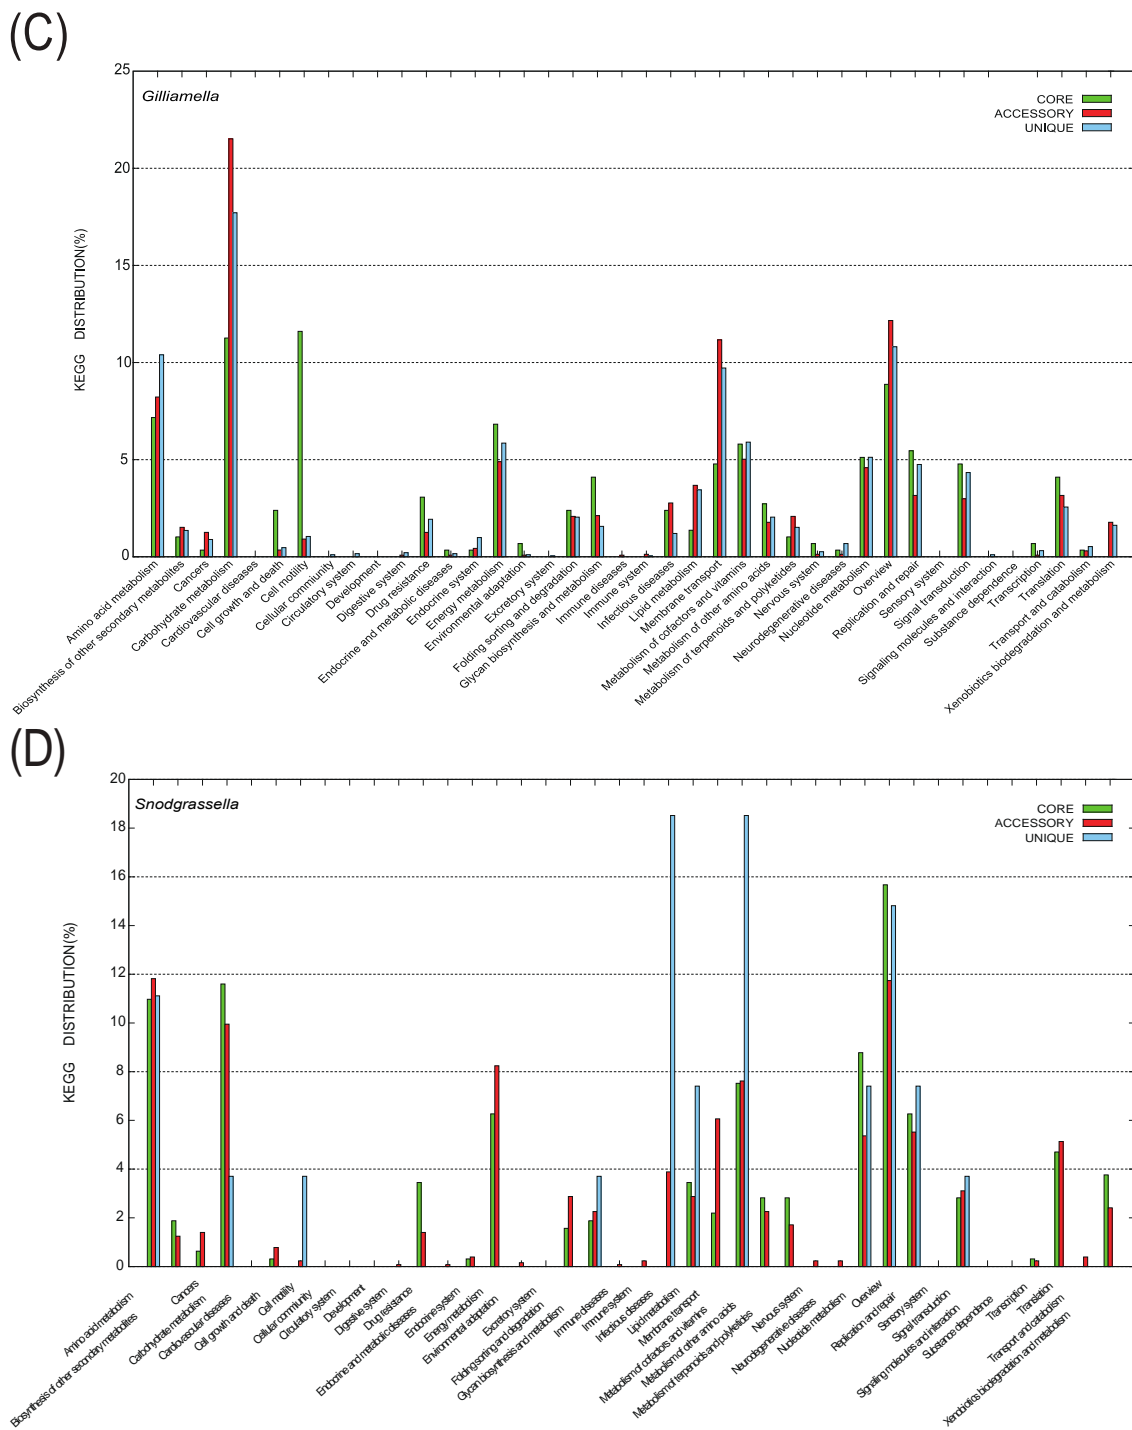 (C)
25
20
15
10
5
0
KEGG DISTRIBUTION(%)
Gilliamella
CORE
ACCESSORY
UNIQUE
Amino acid metabolism
Biosynthesis of other secondary metabolites
Cancers
Carbohydrate metabolism
Cardiovascular diseases
Cell growth and death
Cell motility
Cellular community
Circulatory system
Development
Digestive system
Drug resistance
Endocrine and metabolic diseases
Endocrine system
Energy metabolism
Environmental adaptation
Excretory system
Folding sorting and degradation
Glycan biosynthesis and metabolism
Immune diseases
Immune system
Infectious diseases
Lipid metabolism
Membrane transport
Metabolism of cofactors and vitamins
Metabolism of other amino acids
Metabolism of terpenoids and polyketides
Nervous system
Neurodegenerative diseases
Nucleotide metabolism
Overview
Replication and repair
Sensory system
Signal transduction
Signaling molecules and interaction
Substance dependence
Transcription
Translation
Transport and catabolism
Xenobiotics biodegradation and metabolism
(D)
20
18
16
14
12
10
8
6
4
2
0
KEGG DISTRIBUTION(%)
Snodgrassella
CORE
ACCESSORY
UNIQUE
Amino acid metabolism
Biosynthesis of other secondary metabolites
Cancers
Carbohydrate metabolism
Cardiovascular diseases
Cell growth and death
Cell motility
Cellular community
Circulatory system
Development
Digestive system
Drug resistance
Endocrine and metabolic diseases
Endocrine system
Energy metabolism
Environmental adaptation
Excretory system
Folding sorting and degradation
Glycan biosynthesis and metabolism
Immune diseases
Immune system
Infectious diseases
Lipid metabolism
Membrane transport
Metabolism of cofactors and vitamins
Metabolism of other amino acids
Metabolism of terpenoids and polyketides
Nervous system
Neurodegenerative diseases
Nucleotide metabolism
Overview
Replication and repair
Sensory system
Signal transduction
Signaling molecules and interaction
Substance dependence
Transcription
Translation
Transport and catabolism
Xenobiotics biodegradation and metabolism